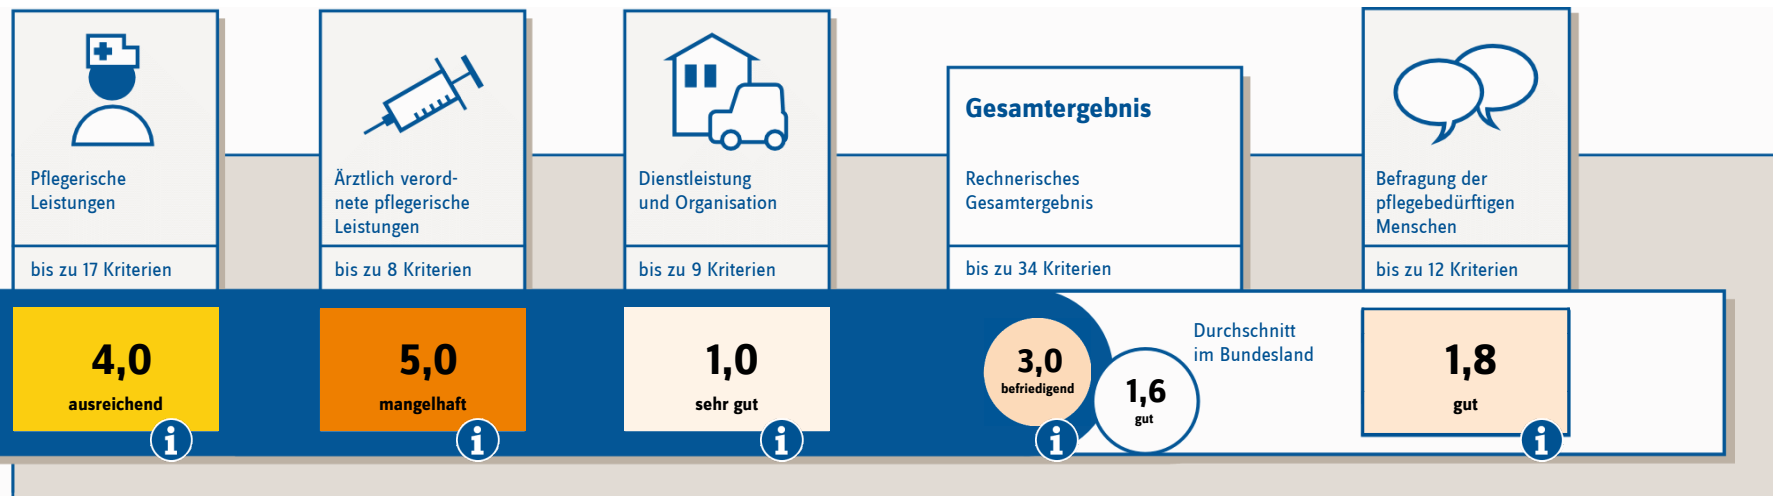 Pflegerische
Leistungen
bis zu 17 Kriterien
4,0
ausreichend
i
Ärztlich verord-
nete pflegerische
Leistungen
bis zu 8 Kriterien
5,0
mangelhaft
i
Dienstleistung
und Organisation
bis zu 9 Kriterien
1,0
sehr gut
i
Gesamtergebnis
Rechnerisches
Gesamtergebnis
bis zu 34 Kriterien
3,0
befriedigend
i
1,6
gut
Durchschnitt
im Bundesland
Befragung der
pflegebedürftigen
Menschen
bis zu 12 Kriterien
1,8
gut
i